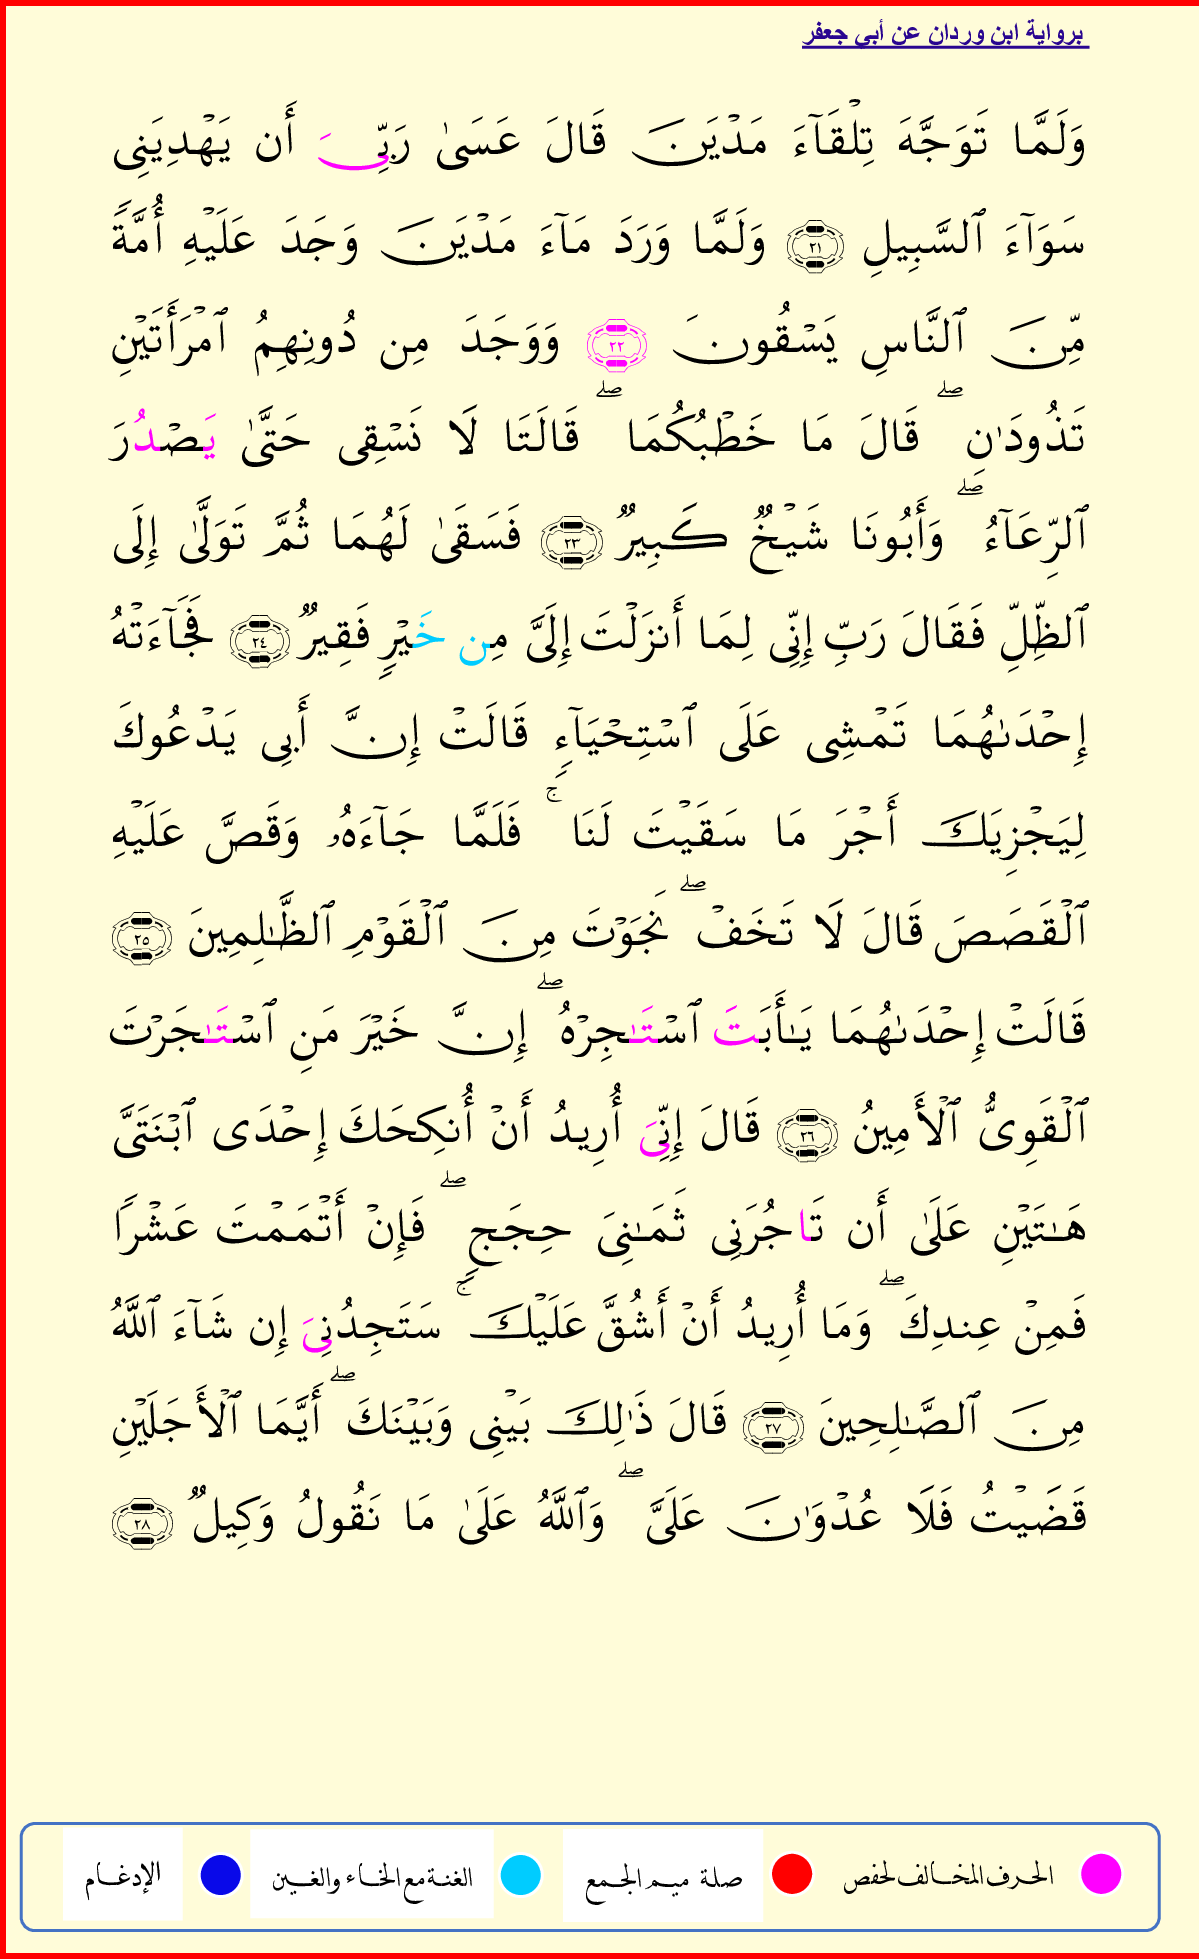 برواية ابن وردان عن أبي جعفر
وَلَمَّا تَوَجَّهَ تِلْقَآءَ مَدْيَنَ قَالَ عَسَىٰ رَبِّىَ أَن يَهْدِيَنِى
سَوَآءَ ٱلسَّبِيلِ ٢١ وَلَمَّا وَرَدَ مَآءَ مَدْيَنَ وَجَدَ عَلَيْهِ أُمَّةً
مِّنَ ٱلنَّاسِ يَسْقُونَ ٢٢ وَوَجَدَ مِن دُونِهِمُ ٱمْرَأَتَيْنِ
تَذُودَٰنِ ۖ قَالَ مَا خَطْبُكُمَا ۖ قَالَتَا لَا نَسْقِى حَتَّىٰ يَصْدُرَ
ٱلرِّعَآءُ ۖ وَأَبُونَا شَيْخٌ كَبِيرٌ ٢٣ فَسَقَىٰ لَهُمَا ثُمَّ تَوَلَّىٰ إِلَى
ٱلظِّلِّ فَقَالَ رَبِّ إِنِّى لِمَا أَنزَلْتَ إِلَىَّ مِن خَيْرٍ فَقِيرٌ ٢٤ فَجَآءَتْهُ
إِحْدَىٰهُمَا تَمْشِى عَلَى ٱسْتِحْيَآءٍ قَالَتْ إِنَّ أَبِى يَدْعُوكَ
لِيَجْزِيَكَ أَجْرَ مَا سَقَيْتَ لَنَا ۚ فَلَمَّا جَآءَهُۥ وَقَصَّ عَلَيْهِ
ٱلْقَصَصَ قَالَ لَا تَخَفْ ۖ نَجَوْتَ مِنَ ٱلْقَوْمِ ٱلظَّٰلِمِينَ ٢٥
قَالَتْ إِحْدَىٰهُمَا يَٰأَبَتَ ٱسْتَٰجِرْهُ ۖ إِنَّ خَيْرَ مَنِ ٱسْتَٰجَرْتَ
ٱلْقَوِىُّ ٱلْأَمِينُ ٢٦ قَالَ إِنِّىَ أُرِيدُ أَنْ أُنكِحَكَ إِحْدَى ٱبْنَتَىَّ
هَٰتَيْنِ عَلَىٰ أَن تَاجُرَنِى ثَمَٰنِىَ حِجَجٍ ۖ فَإِنْ أَتْمَمْتَ عَشْرًا
فَمِنْ عِندِكَ ۖ وَمَا أُرِيدُ أَنْ أَشُقَّ عَلَيْكَ ۚ سَتَجِدُنِىَ إِن شَآءَ ٱللَّهُ
مِنَ ٱلصَّٰلِحِينَ ٢٧ قَالَ ذَٰلِكَ بَيْنِى وَبَيْنَكَ ۖ أَيَّمَا ٱلْأَجَلَيْنِ
قَضَيْتُ فَلَا عُدْوَٰنَ عَلَىَّ ۖ وَٱللَّهُ عَلَىٰ مَا نَقُولُ وَكِيلٌ ٢٨
الحرف المخالف لحفص صلة ميم الجمع الغنة مع الخاء والغين الإدغام